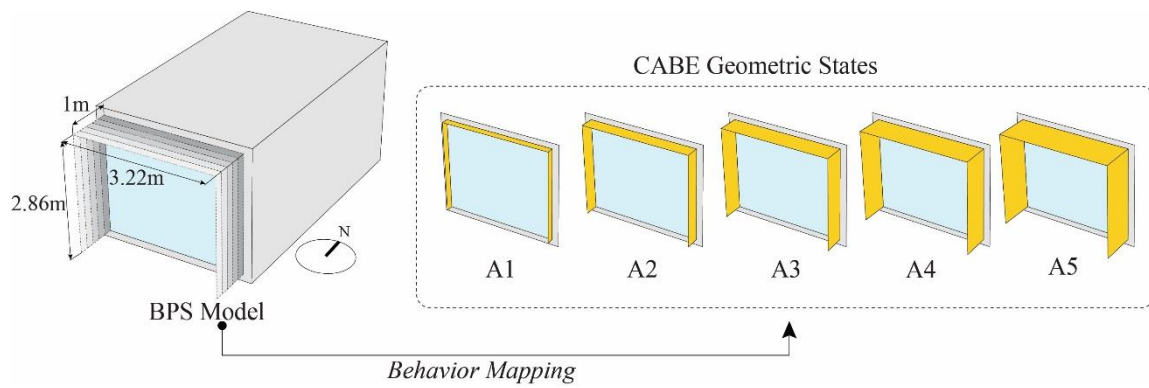 CABE Geometric States
1m
3.22m
2.86m
N
A1
A2
A3
A4
A5
BPS Model
Behavior Mapping